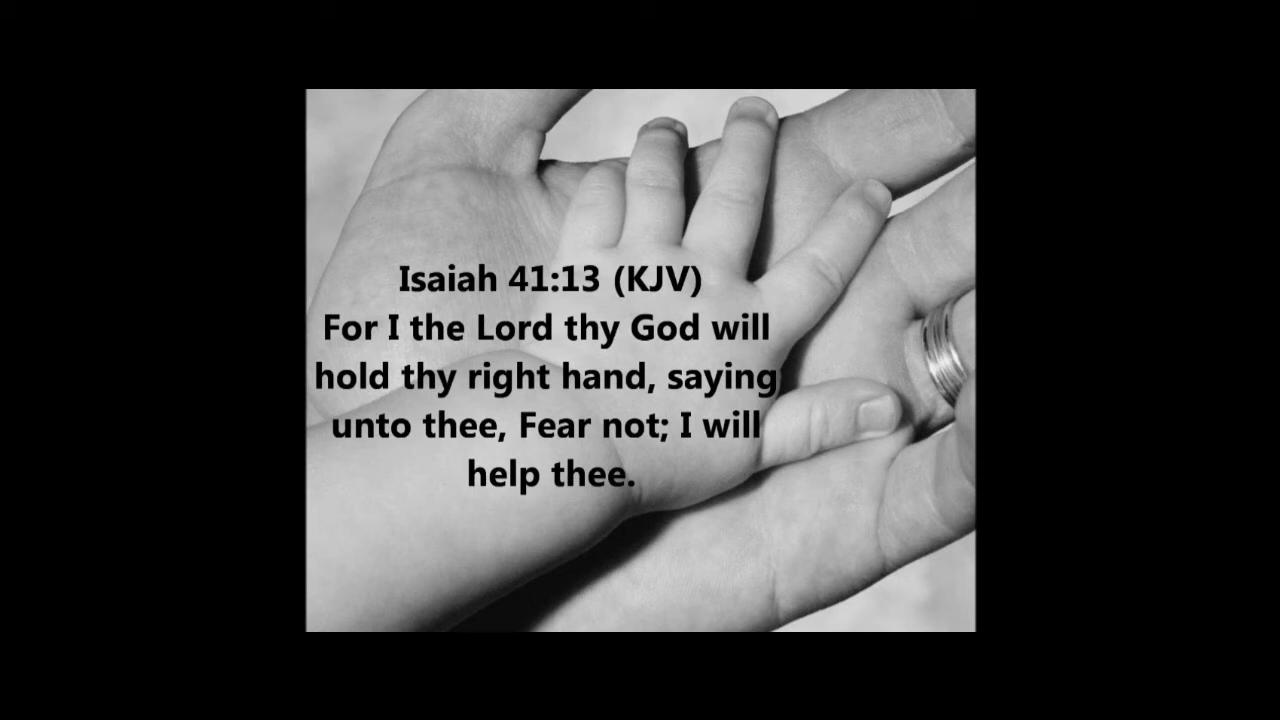 Isaiah 41:13 (KJV)
For I the Lord thy God will
hold thy right hand, saying
unto thee, Fear not; I will
help thee.